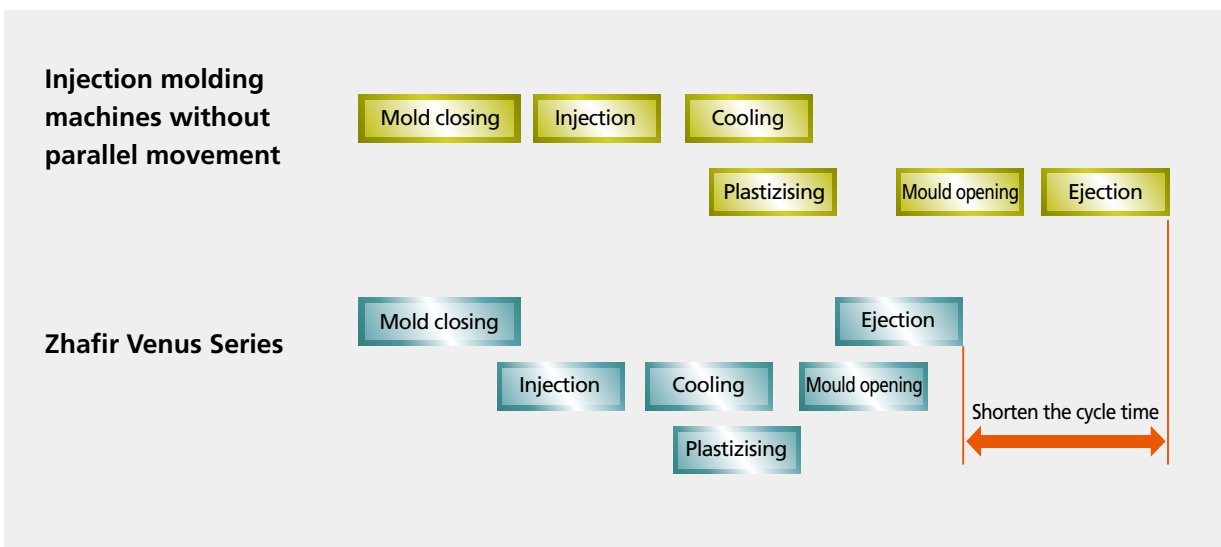 Injection molding
machines without
parallel movement
Mold closing
Injection
Cooling
Plastizising
Mould opening
Ejection
Zhafir Venus Series
Mold closing
Ejection
Injection
Cooling
Mould opening
Plastizising
Shorten the cycle time